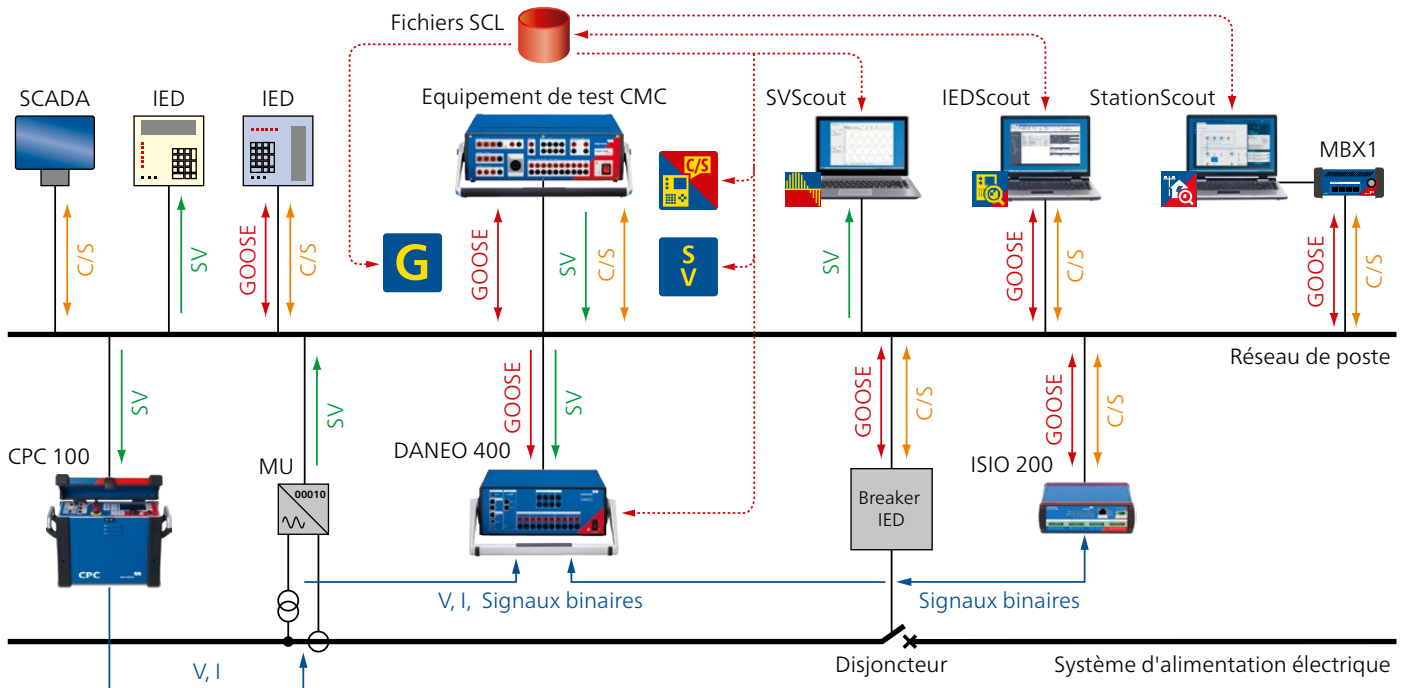 Fichiers SCL
SCADA
IED
IED
Equipement de test CMC
SVScout
IEDScout
StationScout
MBX1
C/S
C/S
SV
GOOSE
C/S
G
GOOSE
SV
C/S
S
V
SV
GOOSE
C/S
GOOSE
C/S
Réseau de poste
SV
SV
GOOSE
SV
GOOSE
C/S
GOOSE
C/S
CPC 100
MU
DANEO 400
ISIO 200
00010
Breaker
IED
CPC
V, I, Signaux binaires
Signaux binaires
V, I
Disjoncteur
Système d'alimentation électrique